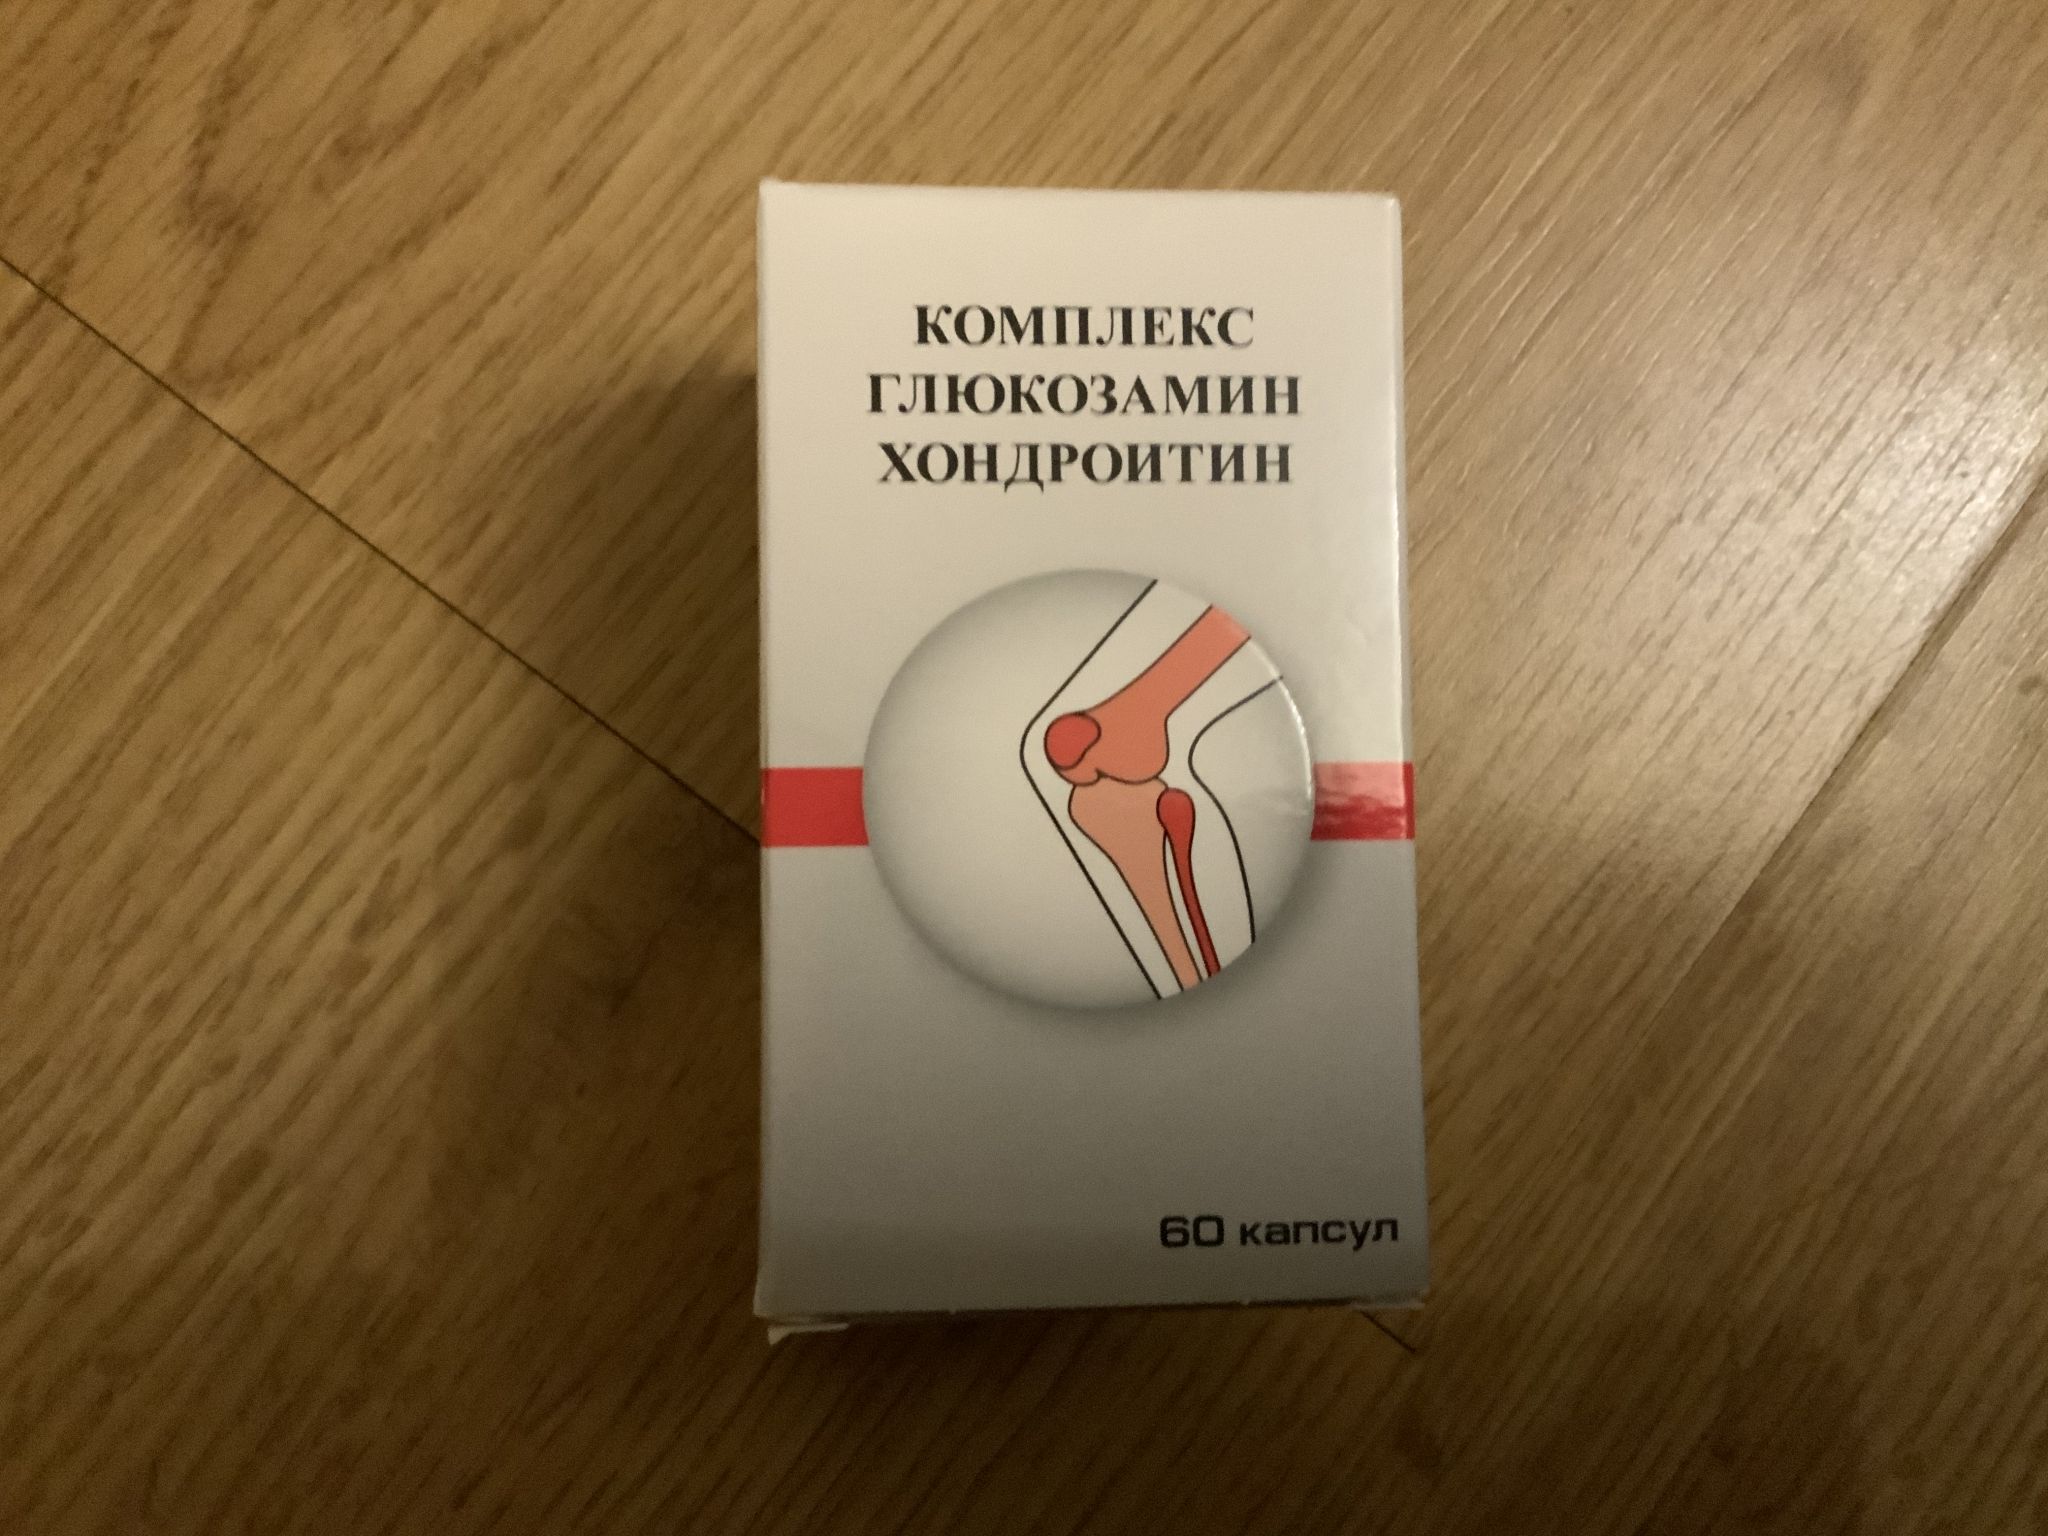 КОМПЛЕКС
ГЛЮКОЗАМИН
ХОНДРОИТИН
60 капсул